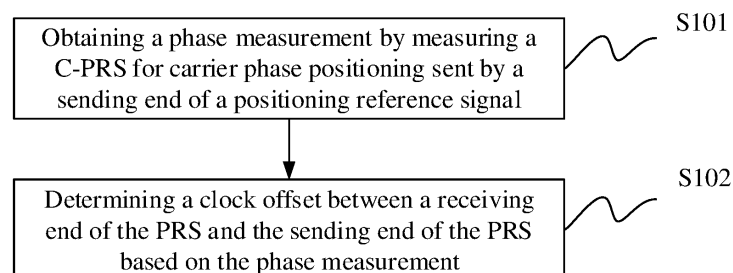 Obtaining a phase measurement by measuring a
C-PRS for carrier phase positioning sent by a
sending end of a positioning reference signal
S101
Determining a clock offset between a receiving
end of the PRS and the sending end of the PRS
based on the phase measurement
S102